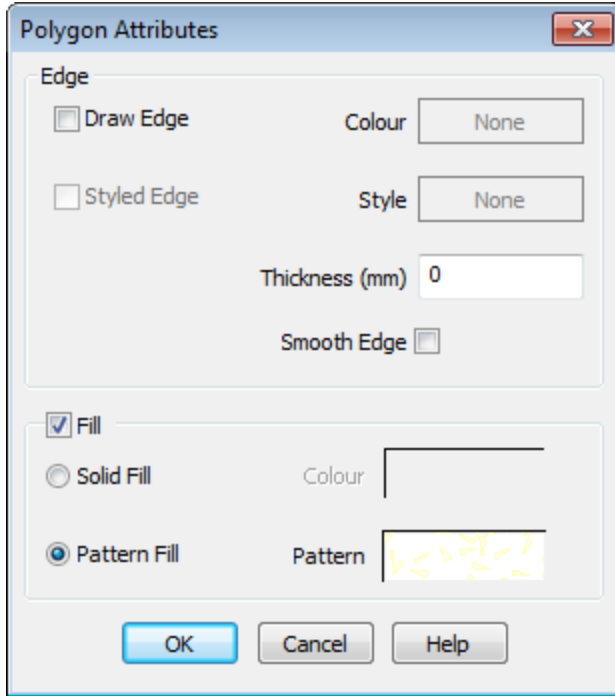 Polygon Attributes
Edge
Draw Edge Colour None
Styled Edge Style None
Thickness (mm) 0
Smooth Edge
Fill
Solid Fill Colour
Pattern Fill Pattern
OK Cancel Help